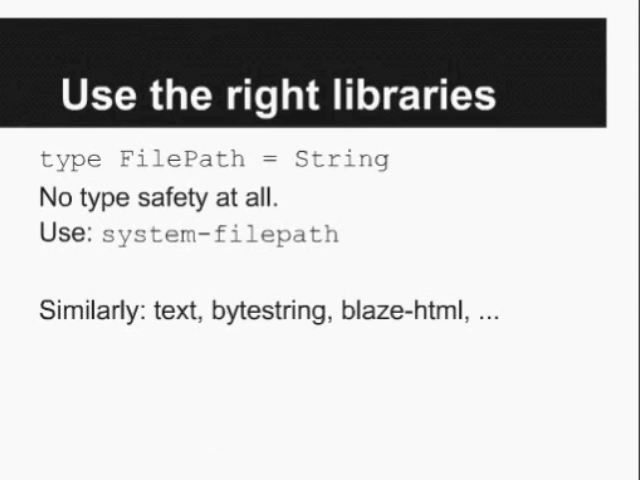 Use the right libraries
type FilePath = String
No type safety at all.
Use: system-filepath
Similarly: text, bytestring, blaze-html, ...